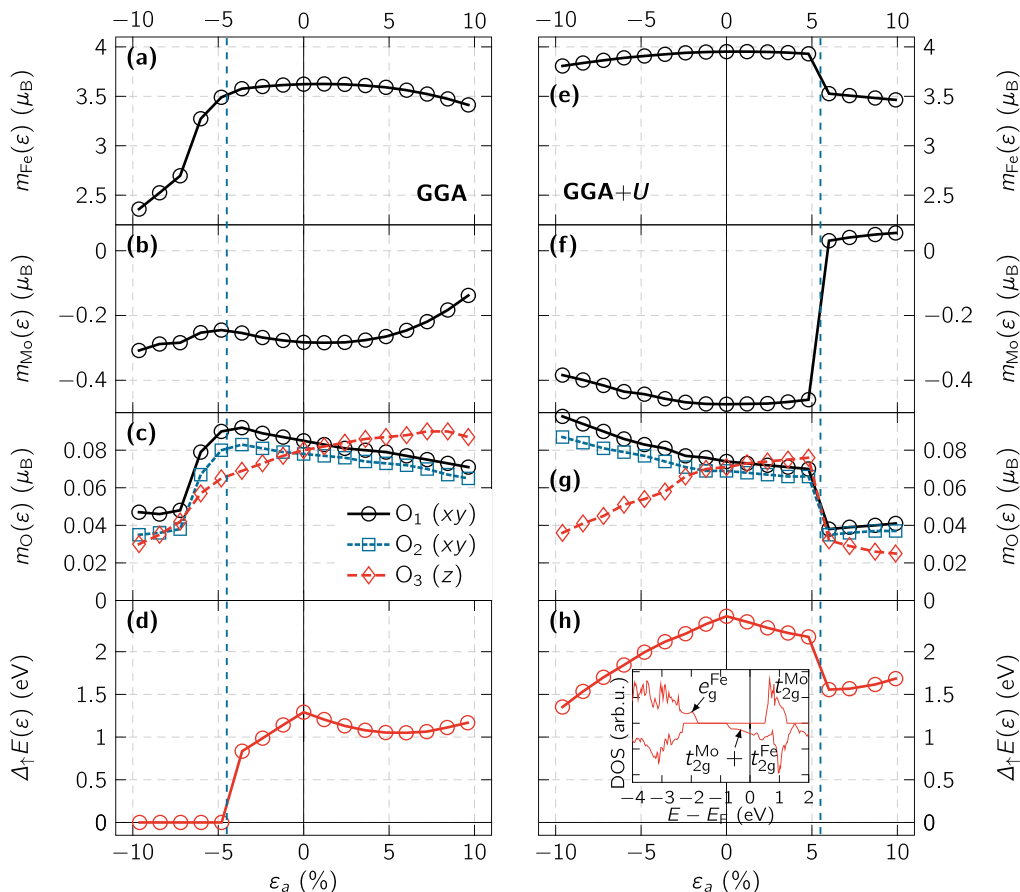 −10 −5 0 5 10
−10 −5 0 5 10
(a)
4
3.5
3
2.5
m_Fe(ε) (μ_B)
GGA
(e)
4
3.5
3
2.5
m_Fe(ε) (μ_B)
GGA+U
(b)
0
−0.2
−0.4
m_Mo(ε) (μ_B)
(f)
0
−0.2
−0.4
m_Mo(ε) (μ_B)
(c)
0.08
0.06
0.04
0.02
0
m_O(ε) (μ_B)
O₁ (xy)
O₂ (xy)
O₃ (z)
(g)
0.08
0.06
0.04
0.02
0
m_O(ε) (μ_B)
(d)
2
1.5
1
0.5
0
Δ↑E(ε) (eV)
(h)
2
1.5
1
0.5
0
Δ↑E(ε) (eV)
DOS (arb.u.)
e_g^Fe
t_2g^Mo
t_2g^Mo + t_2g^Fe
−4 −3 −2 −1 0 1 2
E − E_F (eV)
−10 −5 0 5 10
−10 −5 0 5 10
ε_a (%)
ε_a (%)